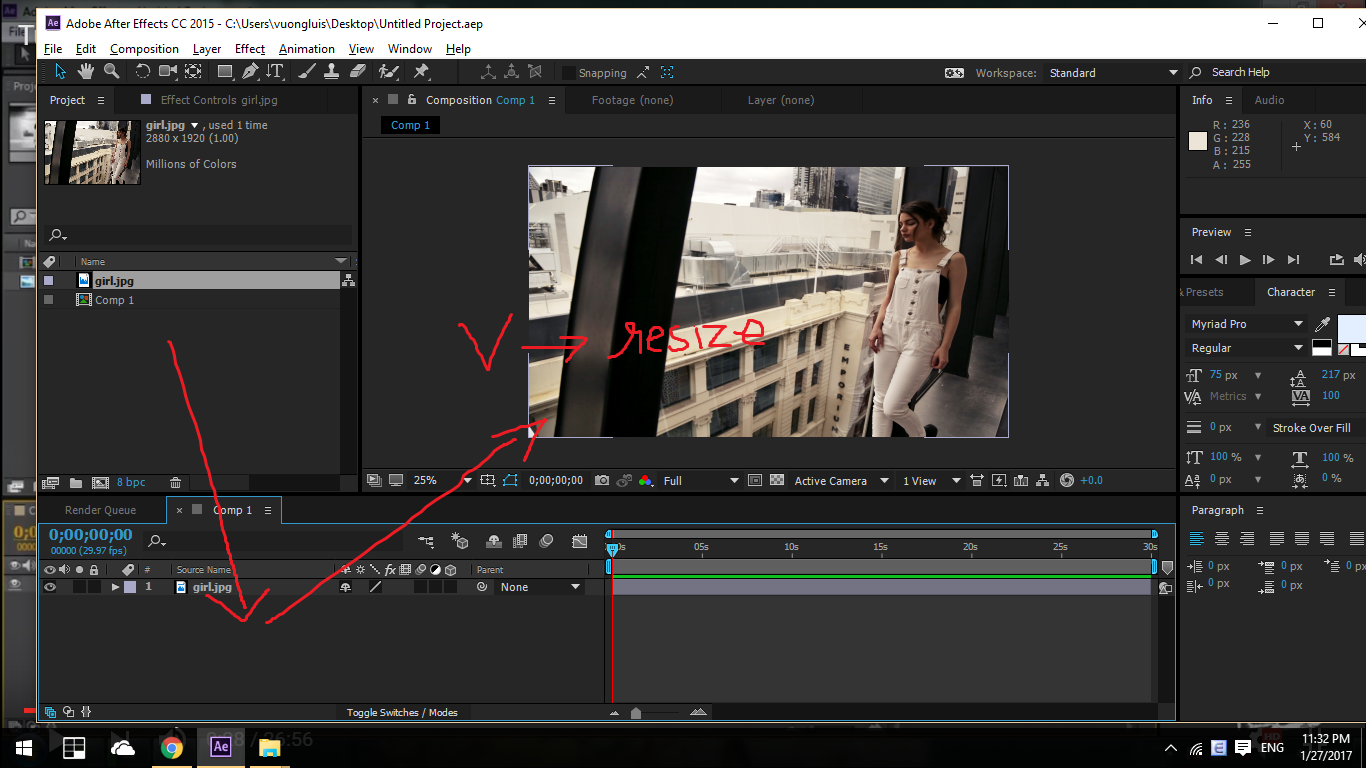 Adobe After Effects CC 2015 - C:\Users\vuongluis\Desktop\Untitled Project.aep
File Edit Composition Layer Effect Animation View Window Help
Snapping
Workspace: Standard
Search Help
Project
Effect Controls girl.jpg
girl.jpg , used 1 time
2880 x 1920 (1.00)
Millions of Colors
Name
girl.jpg
Comp 1
8 bpc
Composition Comp 1
Footage (none)
Layer (none)
Comp 1
EMPORIUM
V → resize
25%
0;00;00;00
Full
Active Camera
1 View
+0.0
Info
Audio
R : 236
G : 228
B : 215
A : 255
X : 60
Y : 584
Preview
& Presets
Character
Myriad Pro
Regular
75 px
217 px
Metrics
100
0 px
Stroke Over Fill
100 %
100 %
0 px
0 %
Paragraph
0 px
0 px
0 px
0 px
0 px
Render Queue
Comp 1
0;00;00;00
00000 (29.97 fps)
# Source Name
Parent
1 girl.jpg
None
05s 10s 15s 20s 25s 30s
Toggle Switches / Modes
26:56
ENG
11:32 PM
1/27/2017